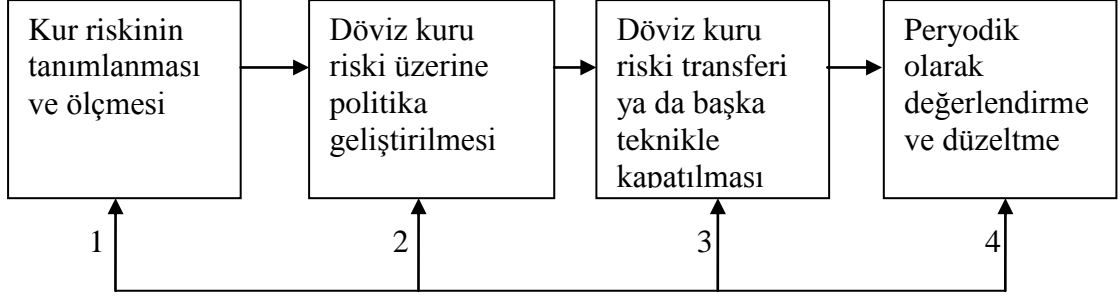 Kur riskinin
tanımlanması
ve ölçmesi
Döviz kuru
riski üzerine
politika
geliştirilmesi
Döviz kuru
riski transferi
ya da başka
teknikle
kapatılması
Peryodik
olarak
değerlendirme
ve düzeltme
1
2
3
4